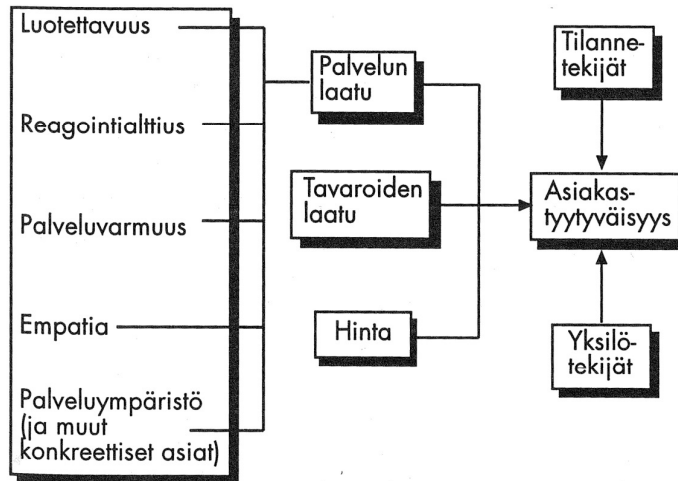 Luotettavuus
Reagointialttius
Palveluvarmuus
Empatia
Palveluympäristö
(ja muut
konkreettiset asiat)
Palvelun
laatu
Tavaroiden
laatu
Hinta
Tilanne-
tekijät
Asiakas-
tyytyväisyys
Yksilö-
tekijät